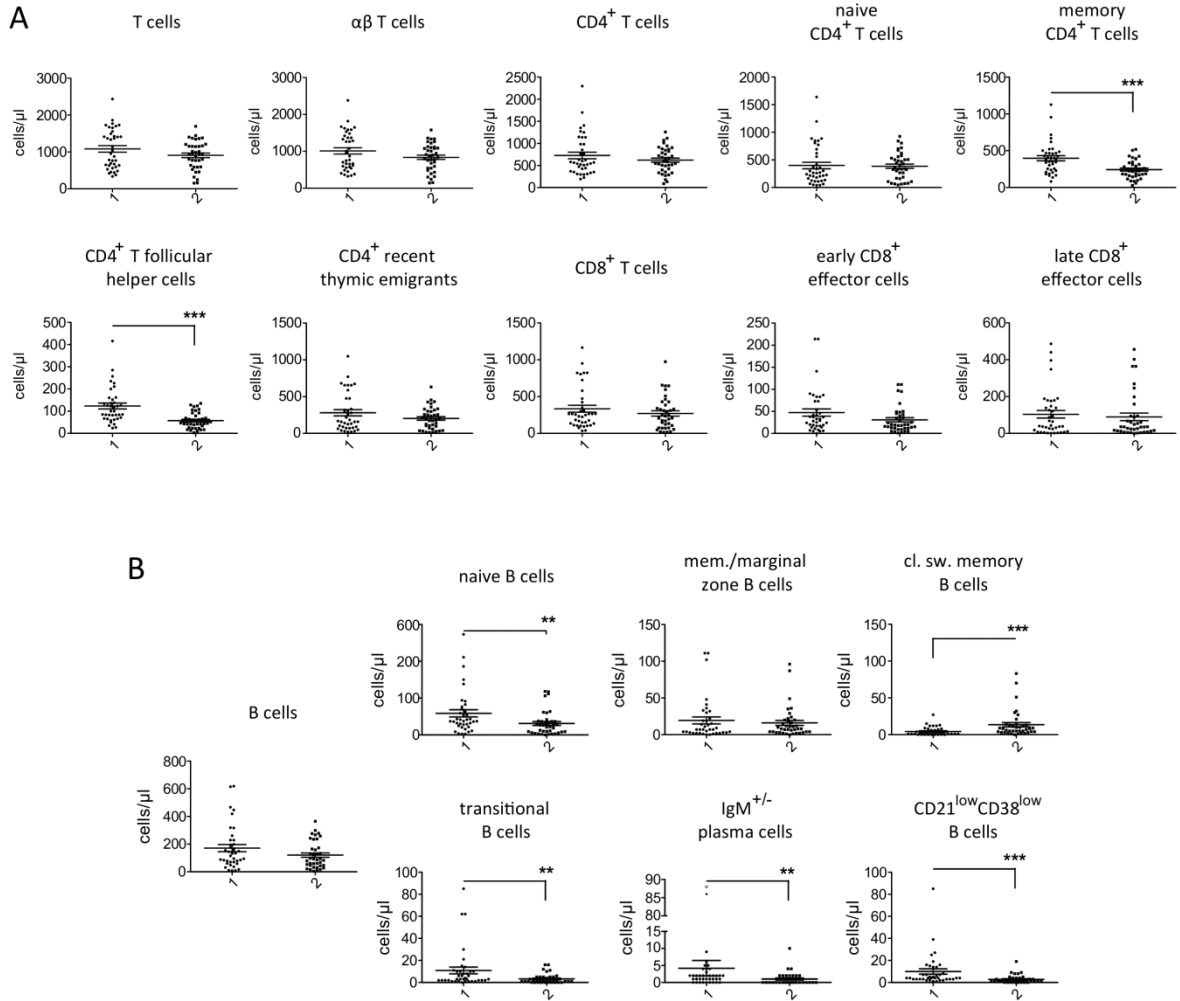 A
T cells
αβ T cells
CD4+ T cells
naive
CD4+ T cells
memory
CD4+ T cells
cells/µl
3000
2000
1000
0
1
2
cells/µl
3000
2000
1000
0
1
2
cells/µl
2500
2000
1500
1000
500
0
1
2
cells/µl
2000
1500
1000
500
0
1
2
cells/µl
1500
1000
500
0
***
1
2
CD4+ T follicular
helper cells
CD4+ recent
thymic emigrants
CD8+ T cells
early CD8+
effector cells
late CD8+
effector cells
cells/µl
500
400
300
200
100
0
***
1
2
cells/µl
1500
1000
500
0
1
2
cells/µl
1500
1000
500
0
1
2
cells/µl
250
200
150
100
50
0
1
2
cells/µl
600
400
200
0
1
2
B
naive B cells
mem./marginal
zone B cells
cl. sw. memory
B cells
cells/µl
600
200
100
0
**
1
2
cells/µl
150
100
50
0
1
2
cells/µl
150
100
50
0
***
1
2
B cells
cells/µl
800
600
400
200
0
1
2
transitional
B cells
IgM+/-
plasma cells
CD21lowCD38low
B cells
cells/µl
100
80
60
40
20
0
**
1
2
cells/µl
90
85
80
15
10
5
0
**
1
2
cells/µl
100
80
60
40
20
0
***
1
2